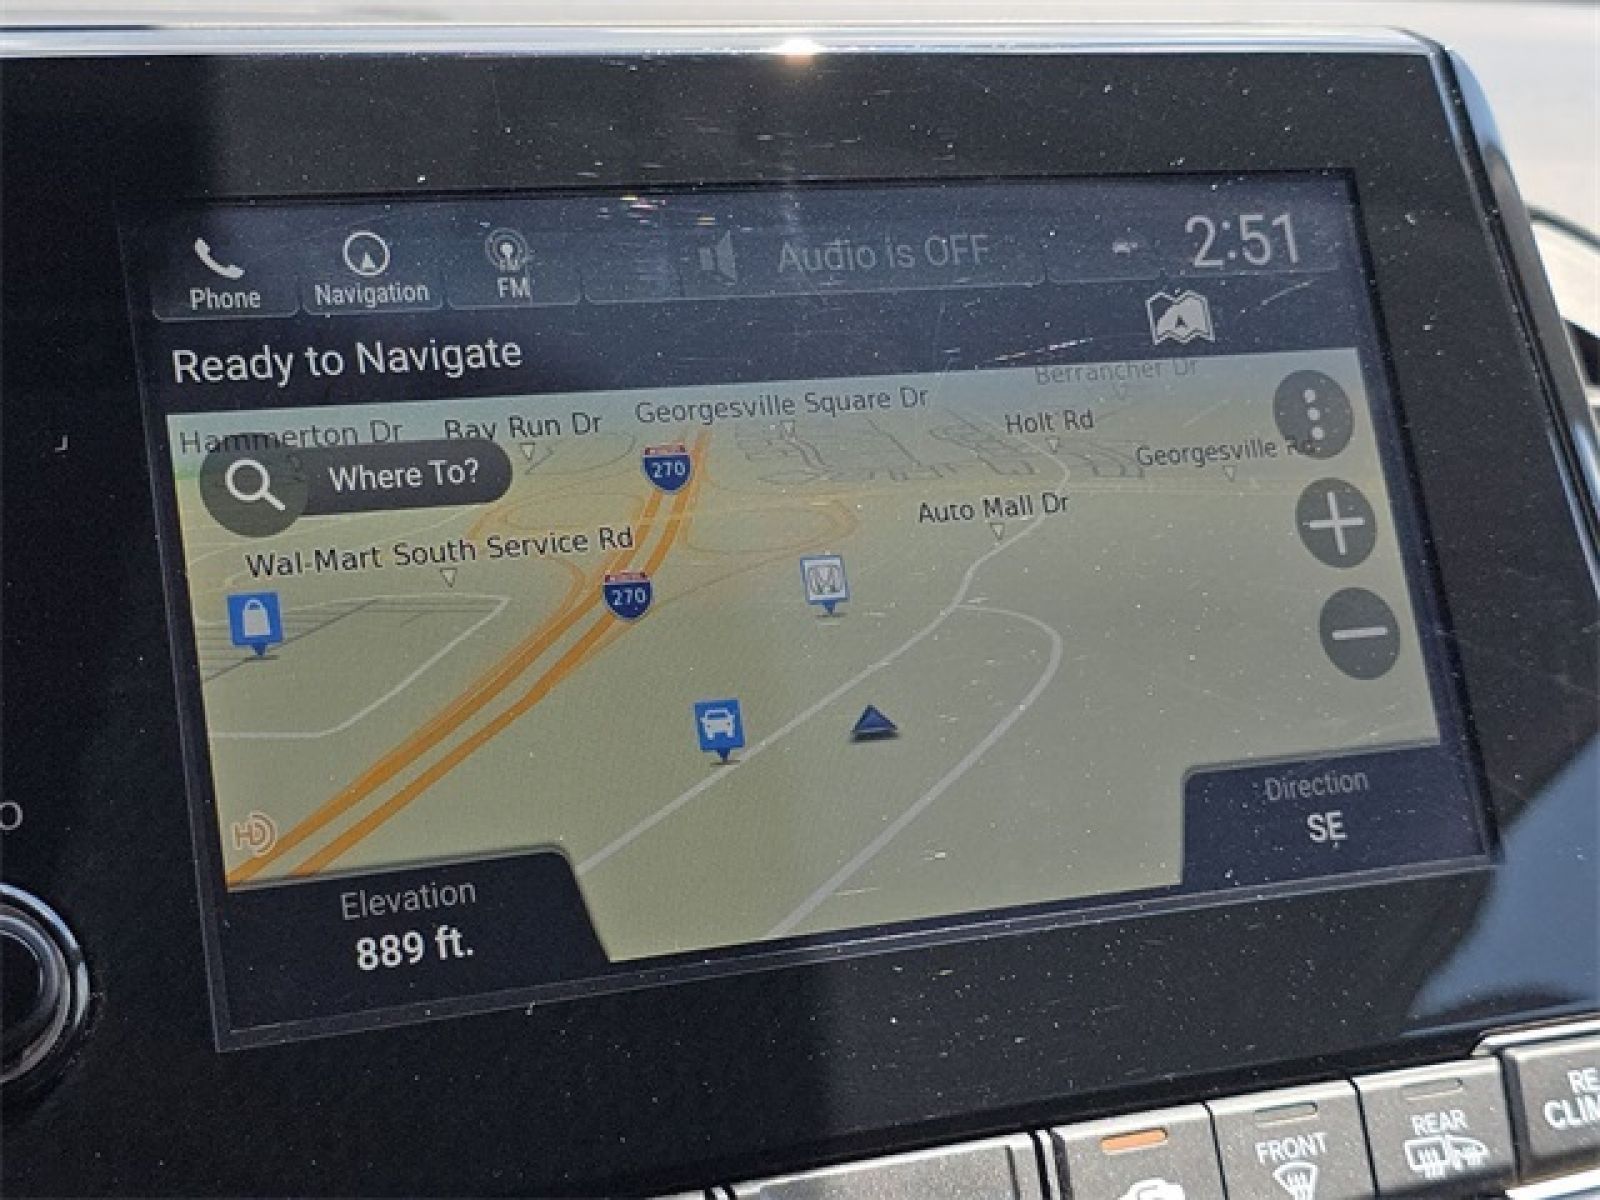 Phone
Navigation
FM
Audio is OFF
2:51
Ready to Navigate
Hammerton Dr
Bay Run Dr
Georgesville Square Dr
Berrancher Dr
Holt Rd
Georgesville Rd
Where To?
270
Auto Mall Dr
Wal-Mart South Service Rd
270
HD
Direction
SE
Elevation
889 ft.
FRONT
REAR